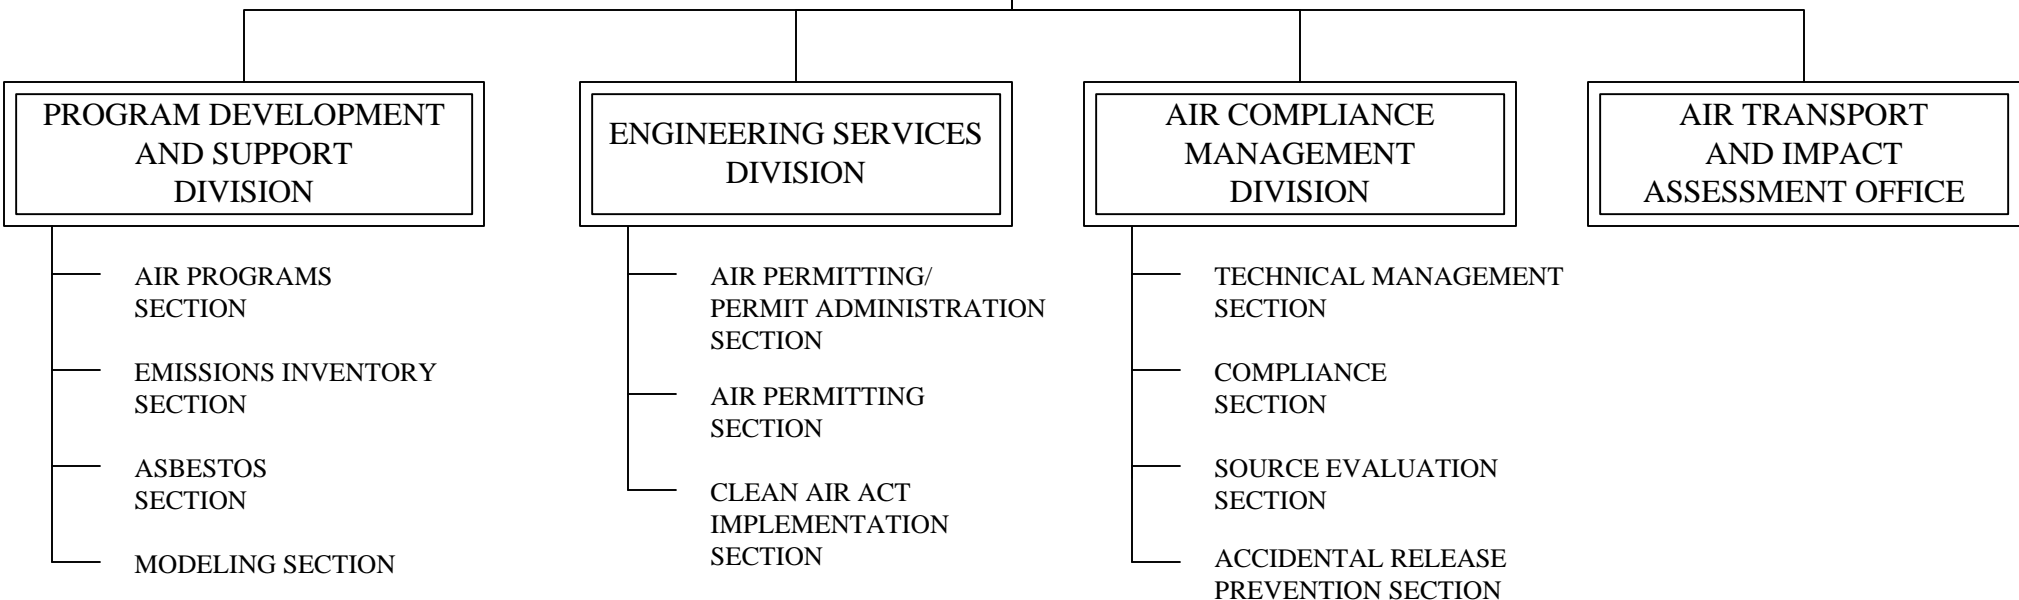 PROGRAM DEVELOPMENT
AND SUPPORT
DIVISION
ENGINEERING SERVICES
DIVISION
AIR COMPLIANCE
MANAGEMENT
DIVISION
AIR TRANSPORT
AND IMPACT
ASSESSMENT OFFICE
AIR PROGRAMS
SECTION
EMISSIONS INVENTORY
SECTION
ASBESTOS
SECTION
MODELING SECTION
AIR PERMITTING/
PERMIT ADMINISTRATION
SECTION
AIR PERMITTING
SECTION
CLEAN AIR ACT
IMPLEMENTATION
SECTION
TECHNICAL MANAGEMENT
SECTION
COMPLIANCE
SECTION
SOURCE EVALUATION
SECTION
ACCIDENTAL RELEASE
PREVENTION SECTION